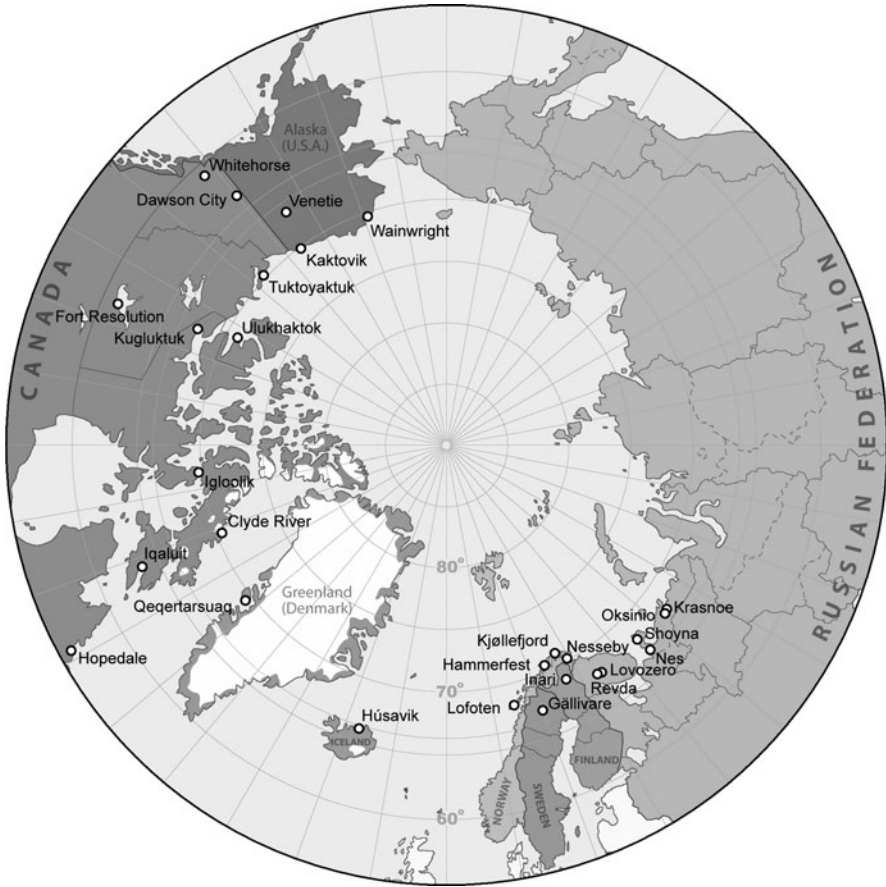 Alaska
(U.S.A.)
Whitehorse
Dawson City
Venetie
Wainwright
Kaktovik
Tuktoyaktuk
CANADA
Fort Resolution
Kugluktuk
Ulukhaktok
RUSSIAN FEDERATION
Igloolik
Clyde River
Iqaluit
Greenland
(Denmark)
80°
Qeqertarsuaq
Hopedale
Krasnoe
Oksinio
Shoyna
Kjøllefjord
Nesseby
Nes
Hammerfest
Lovozero
Inari
Revda
70°
Lofoten
Gällivare
Húsavik
ICELAND
FINLAND
NORWAY
SWEDEN
60°